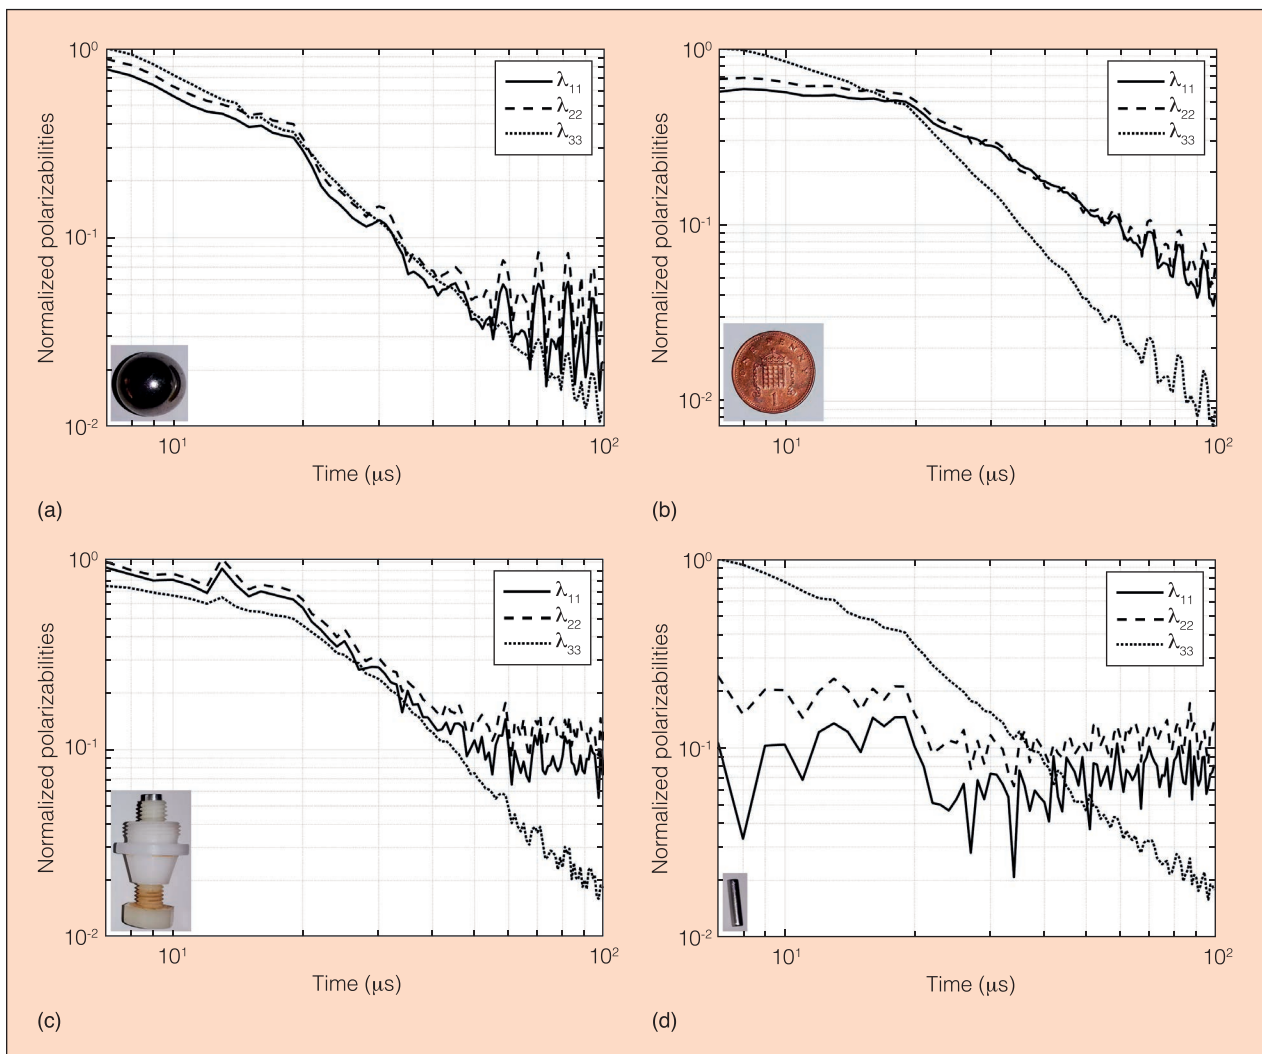 10⁰
λ₁₁
λ₂₂
λ₃₃
Normalized polarizabilities
10⁻¹
10⁻²
10¹
10²
Time (μs)
(a)
10⁰
λ₁₁
λ₂₂
λ₃₃
Normalized polarizabilities
10⁻¹
10⁻²
PENNY
1
10¹
10²
Time (μs)
(b)
10⁰
λ₁₁
λ₂₂
λ₃₃
Normalized polarizabilities
10⁻¹
10⁻²
10¹
10²
Time (μs)
(c)
10⁰
λ₁₁
λ₂₂
λ₃₃
Normalized polarizabilities
10⁻¹
10⁻²
10¹
10²
Time (μs)
(d)